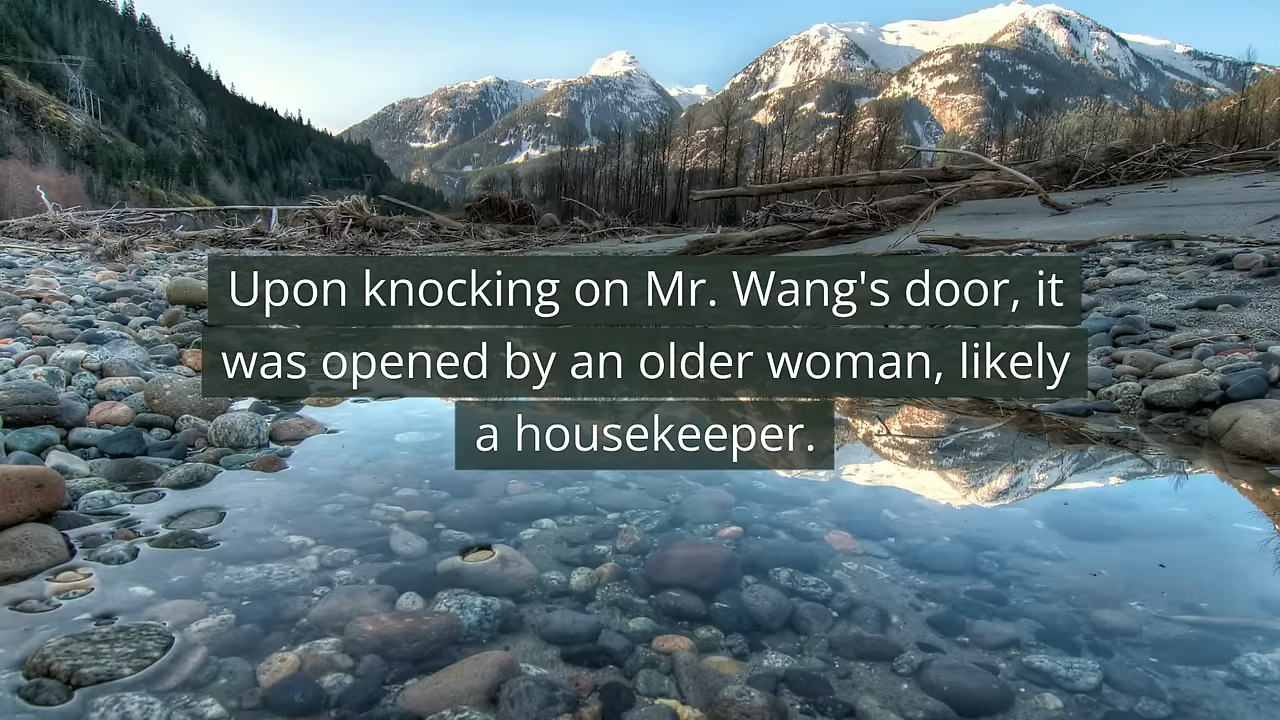 Upon knocking on Mr. Wang's door, it
was opened by an older woman, likely
a housekeeper.